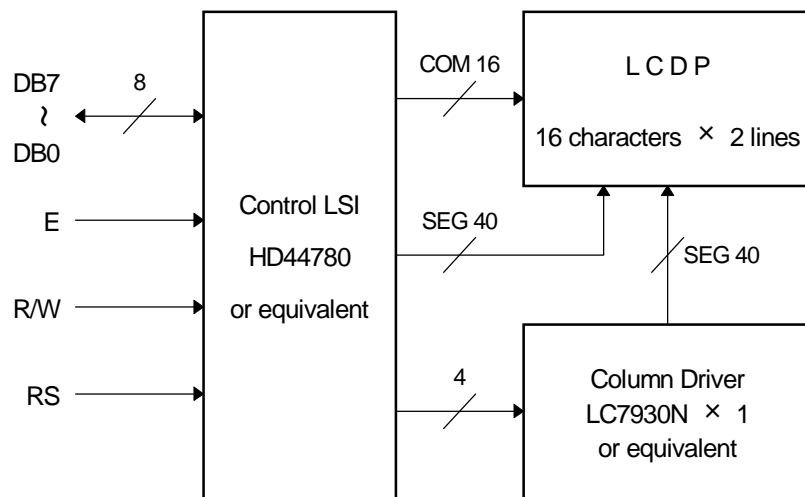 DB7
~
DB0
8
E
R/W
RS
Control LSI
HD44780
or equivalent
COM 16
SEG 40
4
L C D P
16 characters × 2 lines
SEG 40
Column Driver
LC7930N × 1
or equivalent